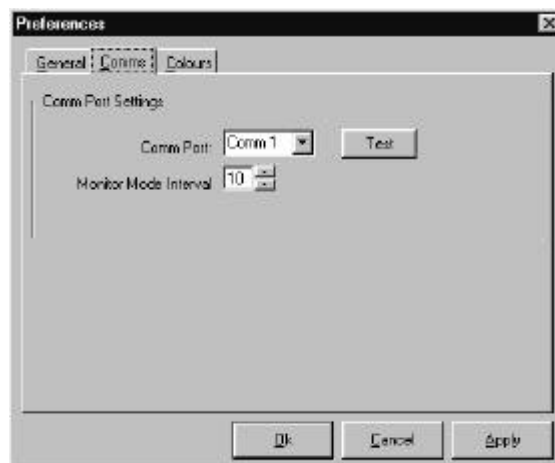 Preferences
General Comms Colours
Comm Port Settings
Comm Port: Comm 1 Test
Monitor Mode Interval 10
Ok Cancel Apply